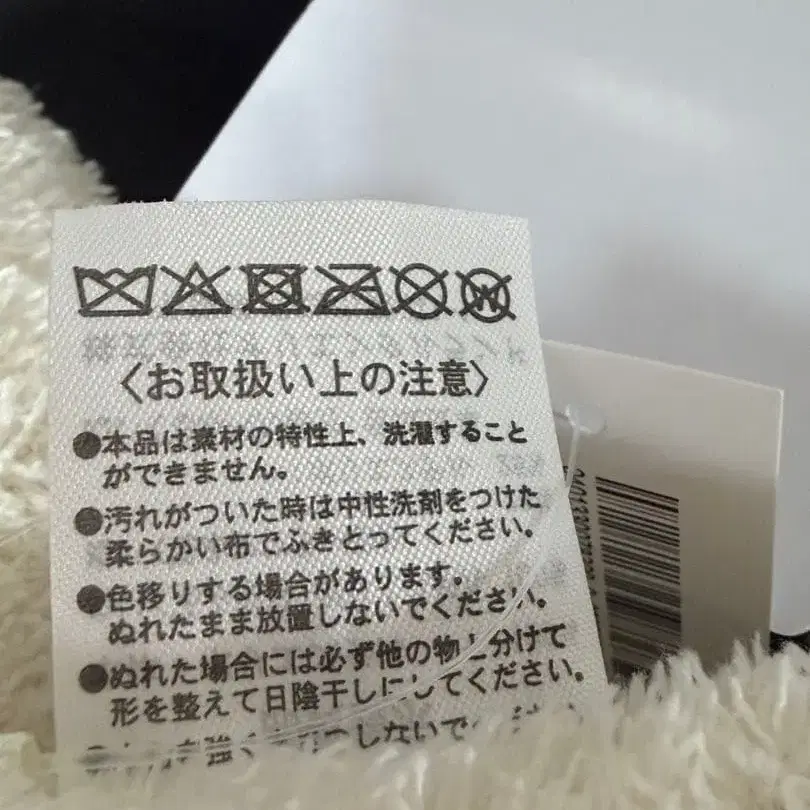 〈お取扱い上の注意〉
●本品は素材の特性上、洗濯すること
ができません。
●汚れがついた時は中性洗剤をつけた
柔らかい布でふきとってください。
●色移りする場合があります。
ぬれたまま放置しないでください。
●ぬれた場合には必ず他の物と分けて
形を整えて日陰干しにしてください。